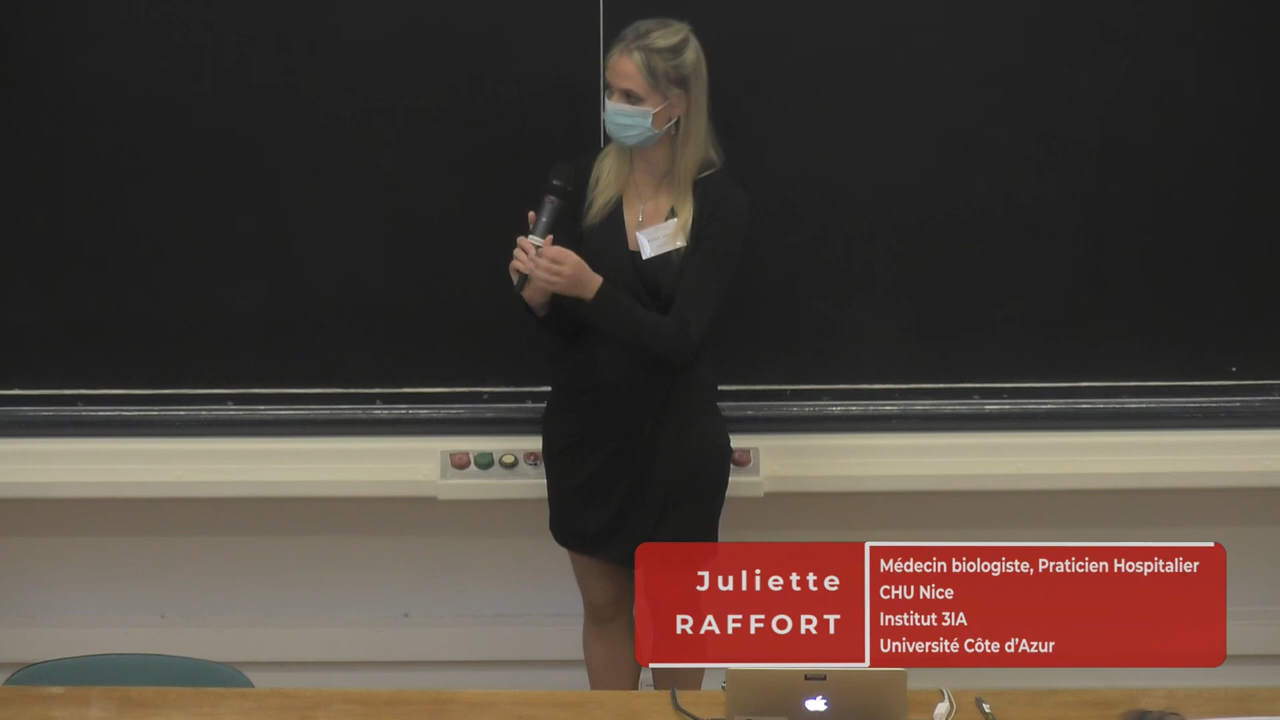 Juliette
RAFFORT
Médecin biologiste, Praticien Hospitalier
CHU Nice
Institut 3IA
Université Côte d'Azur